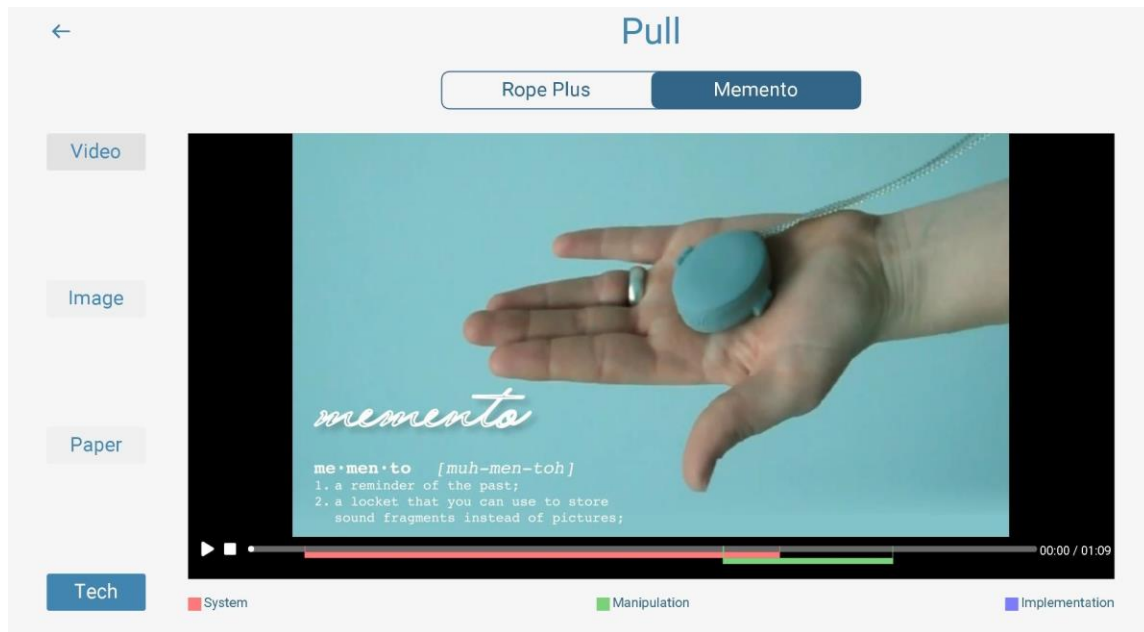 Pull
Rope Plus
Memento
Video
Image
Paper
Tech
memento
me·men·to [muh-men-toh]
1. a reminder of the past;
2. a locket that you can use to store
sound fragments instead of pictures;
00:00 / 01:09
System
Manipulation
Implementation